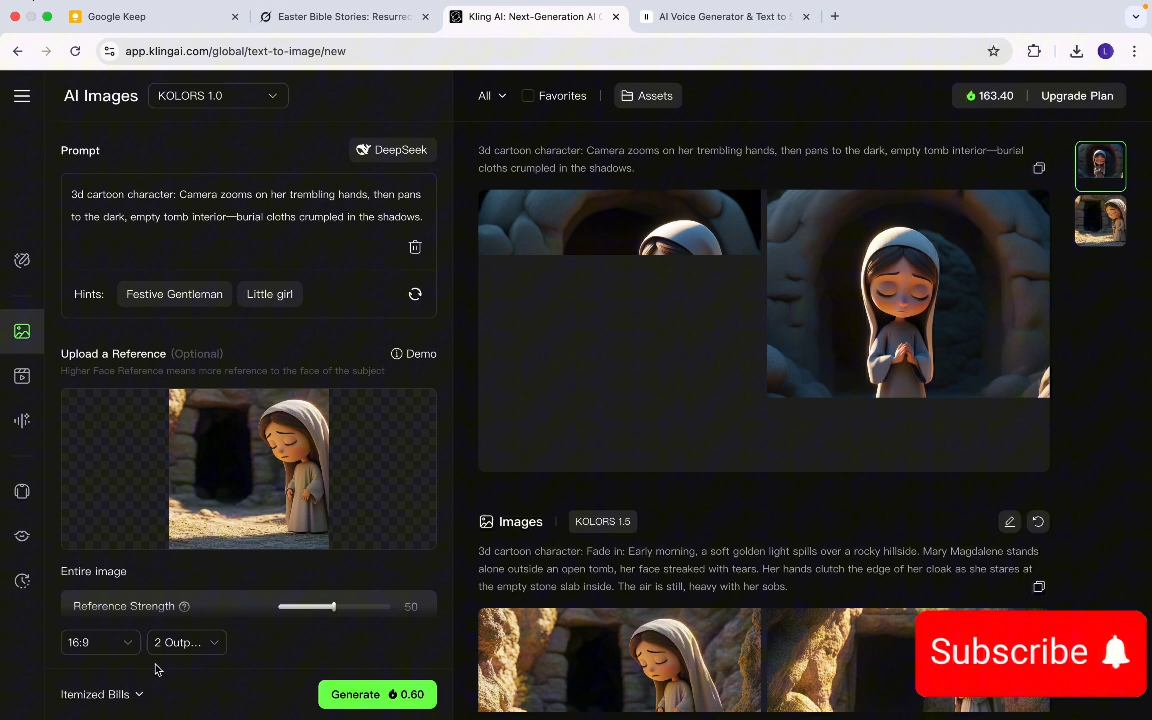 Google Keep
Easter Bible Stories: Resurrec
Kling AI: Next-Generation AI C
AI Voice Generator & Text to S
app.klingai.com/global/text-to-image/new
L
AI Images
KOLORS 1.0
All
Favorites
Assets
163.40
Upgrade Plan
Prompt
DeepSeek
3d cartoon character: Camera zooms on her trembling hands, then pans
to the dark, empty tomb interior—burial cloths crumpled in the shadows.
Hints:
Festive Gentleman
Little girl
Upload a Reference (Optional)
Demo
Higher Face Reference means more reference to the face of the subject
Entire image
Reference Strength
50
16:9
2 Outp...
Itemized Bills
Generate
0.60
3d cartoon character: Camera zooms on her trembling hands, then pans to the dark, empty tomb interior—burial
cloths crumpled in the shadows.
Images
KOLORS 1.5
3d cartoon character: Fade in: Early morning, a soft golden light spills over a rocky hillside. Mary Magdalene stands
alone outside an open tomb, her face streaked with tears. Her hands clutch the edge of her cloak as she stares at
the empty stone slab inside. The air is still, heavy with her sobs.
Subscribe